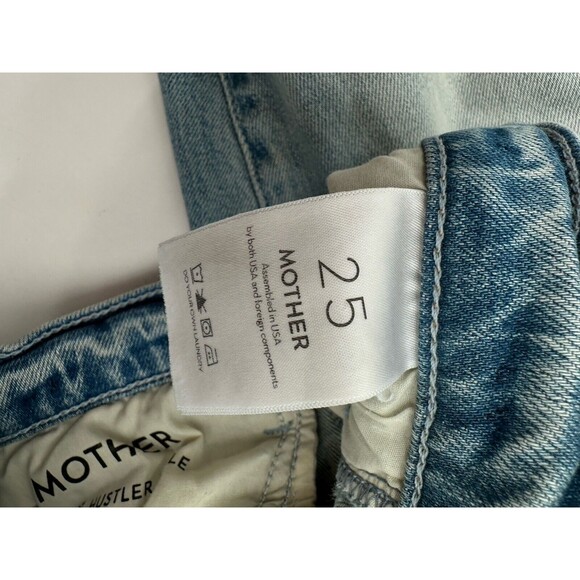 25
MOTHER
Assembled in USA
by both USA and foreign components
DO YOUR OWN LAUNDRY
MOTHER
HUSTLER